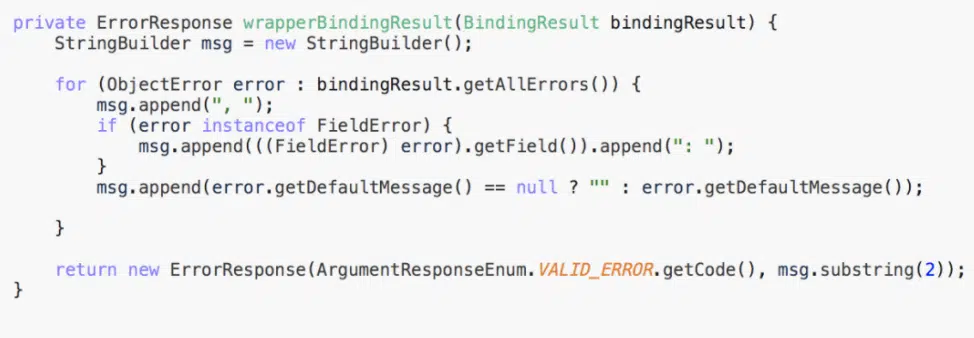 private ErrorResponse wrapperBindingResult(BindingResult bindingResult) {
    StringBuilder msg = new StringBuilder();

    for (ObjectError error : bindingResult.getAllErrors()) {
        msg.append(", ");
        if (error instanceof FieldError) {
            msg.append(((FieldError) error).getField()).append(": ");
        }
        msg.append(error.getDefaultMessage() == null ? "" : error.getDefaultMessage());

    }

    return new ErrorResponse(ArgumentResponseEnum.VALID_ERROR.getCode(), msg.substring(2));
}